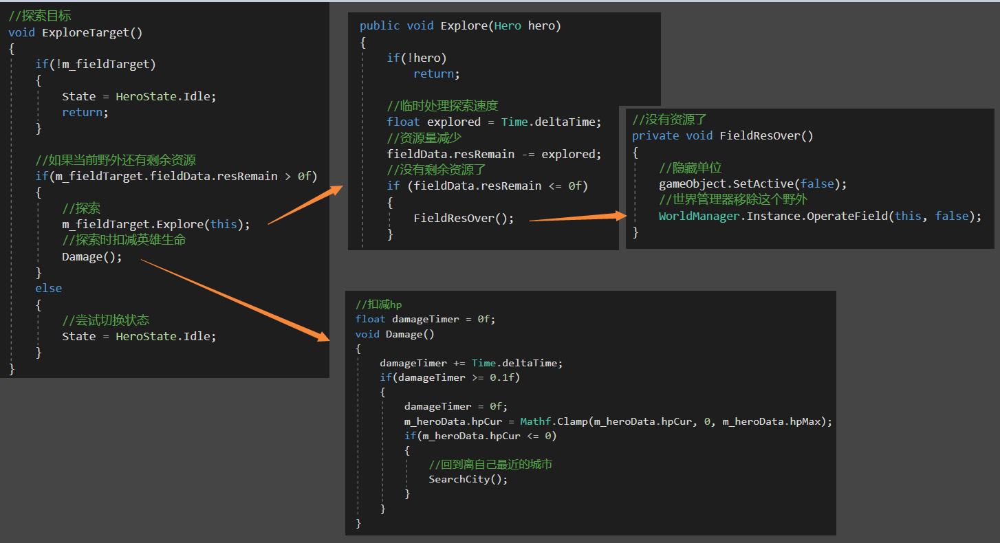 //探索目标
void ExploreTarget()
{
    if(!m_fieldTarget)
    {
        State = HeroState.Idle;
        return;
    }

    //如果当前野外还有剩余资源
    if(m_fieldTarget.fieldData.resRemain > 0f)
    {
        //探索
        m_fieldTarget.Explore(this);
        //探索时扣减英雄生命
        Damage();
    }
    else
    {
        //尝试切换状态
        State = HeroState.Idle;
    }
}
public void Explore(Hero hero)
{
    if(!hero)
        return;

    //临时处理探索速度
    float explored = Time.deltaTime;
    //资源量减少
    fieldData.resRemain -= explored;
    //没有剩余资源了
    if (fieldData.resRemain <= 0f)
    {
        FieldResOver();
    }
//没有资源了
private void FieldResOver()
{
    //隐藏单位
    gameObject.SetActive(false);
    //世界管理器移除这个野外
    WorldManager.Instance.OperateField(this, false);
}
//扣减hp
float damageTimer = 0f;
void Damage()
{
    damageTimer += Time.deltaTime;
    if(damageTimer >= 0.1f)
    {
        damageTimer = 0f;
        m_heroData.hpCur = Mathf.Clamp(m_heroData.hpCur, 0, m_heroData.hpMax);
        if(m_heroData.hpCur <= 0)
        {
            //回到离自己最近的城市
            SearchCity();
        }
    }
}